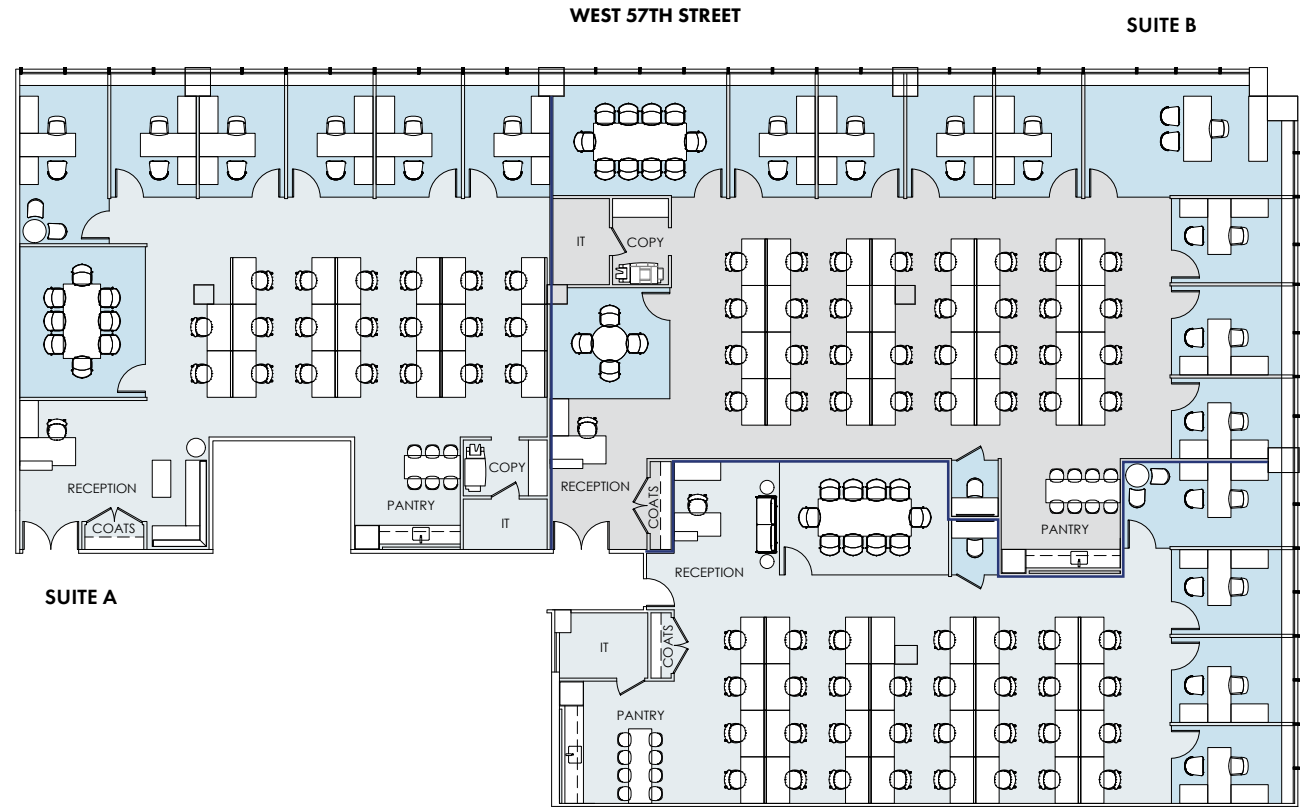 WEST 57TH STREET
SUITE B
IT
COPY
COPY
RECEPTION
RECEPTION
COATS
PANTRY
IT
COATS
PANTRY
RECEPTION
SUITE A
IT
COATS
PANTRY